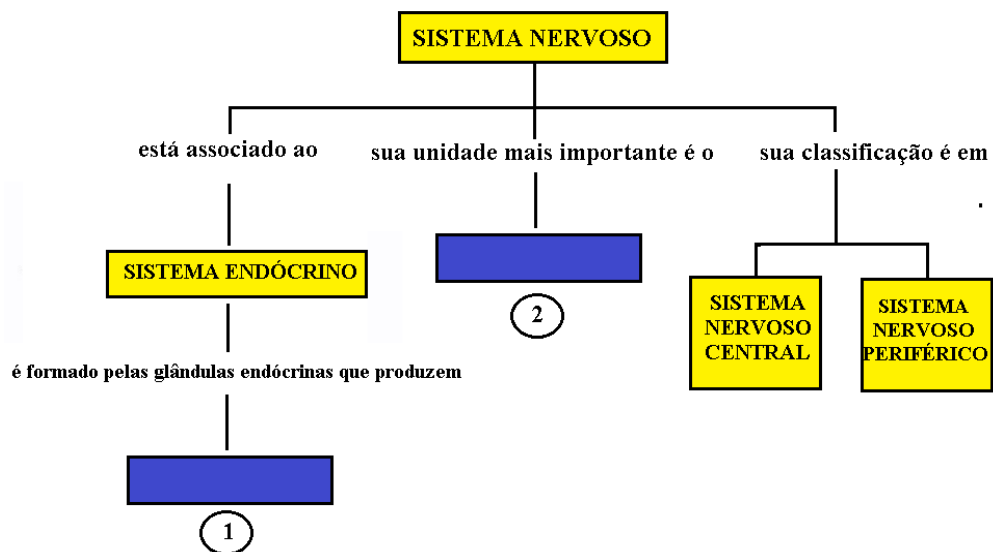 SISTEMA NERVOSO
está associado ao
sua unidade mais importante é o
sua classificação é em
SISTEMA ENDÓCRINO
2
SISTEMA
NERVOSO
CENTRAL
SISTEMA
NERVOSO
PERIFÉRICO
é formado pelas glândulas endócrinas que produzem
1